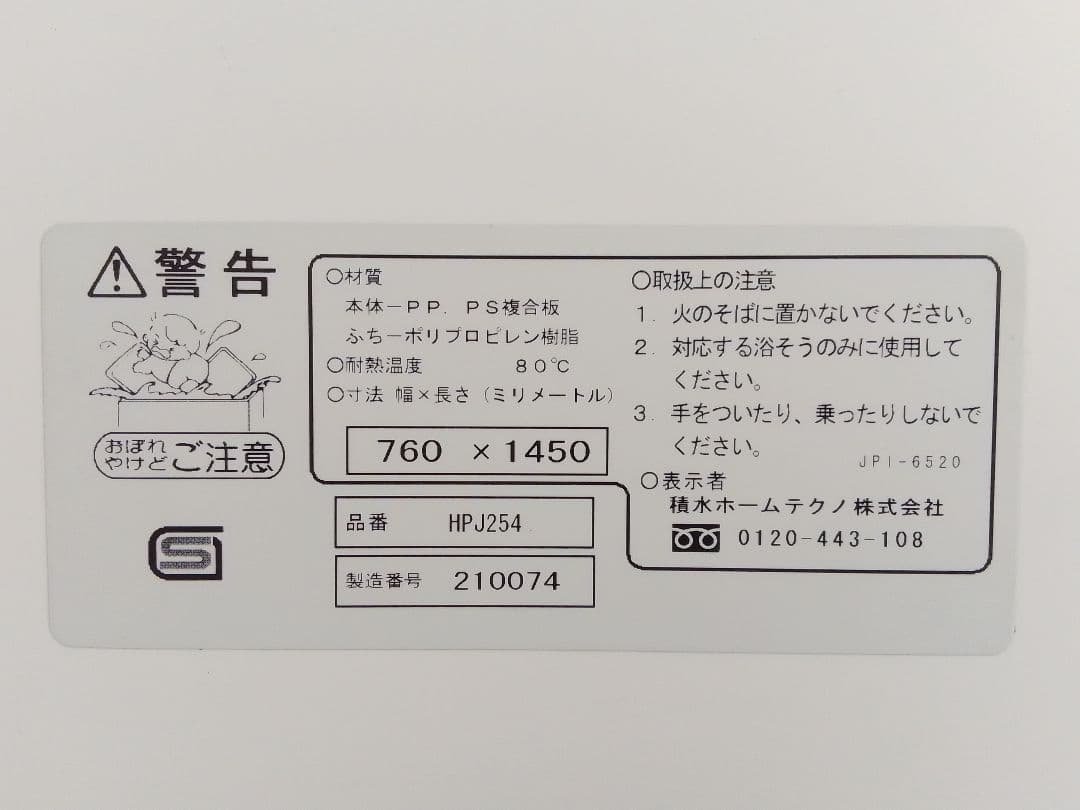 警告
おぼれ
やけど
ご注意
○材質
本体－PP．PS複合板
ふち－ポリプロピレン樹脂
○耐熱温度 80℃
○寸法 幅×長さ（ミリメートル）
760 ×1450
品番 HPJ254
製造番号 210074
○取扱上の注意
1．火のそばに置かないでください。
2．対応する浴そうのみに使用して
ください。
3．手をついたり、乗ったりしないで
ください。
JPI-6520
○表示者
積水ホームテクノ株式会社
0120-443-108